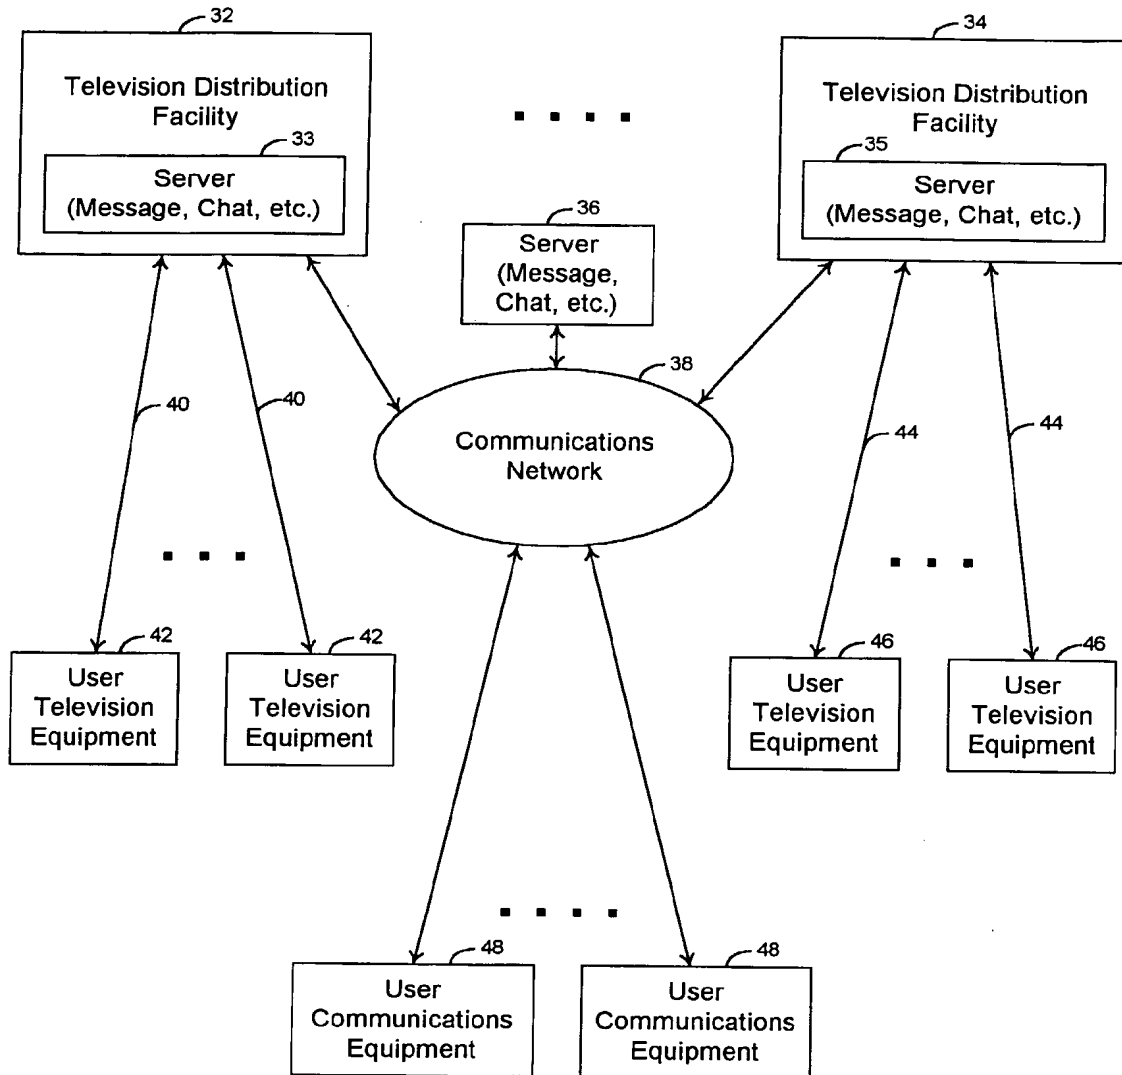 32
34
Television Distribution
Facility
33
Server
(Message, Chat, etc.)
Television Distribution
Facility
35
Server
(Message, Chat, etc.)
36
Server
(Message,
Chat, etc.)
38
Communications
Network
40
40
44
44
42
User
Television
Equipment
42
User
Television
Equipment
46
User
Television
Equipment
46
User
Television
Equipment
48
User
Communications
Equipment
48
User
Communications
Equipment